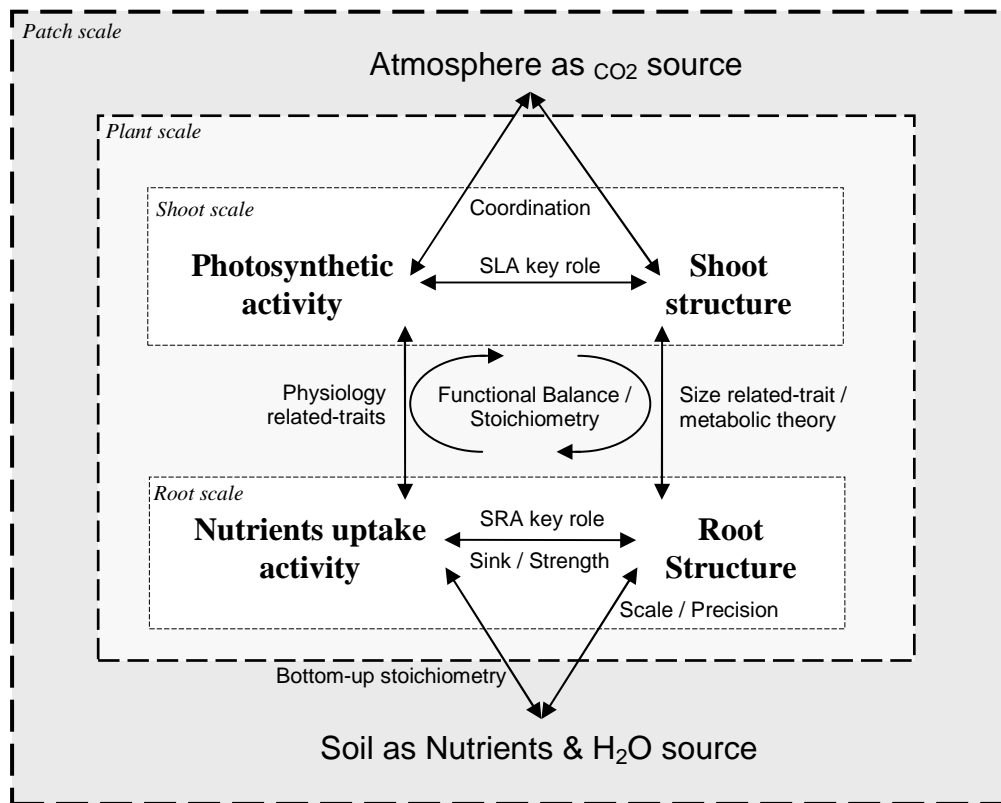 Patch scale
Atmosphere as CO2 source
Plant scale
Shoot scale
Coordination
Photosynthetic
activity
SLA key role
Shoot
structure
Physiology
related-traits
Functional Balance /
Stoichiometry
Size related-trait /
metabolic theory
Root scale
Nutrients uptake
activity
SRA key role
Sink / Strength
Root
Structure
Scale / Precision
Bottom-up stoichiometry
Soil as Nutrients & H₂O source